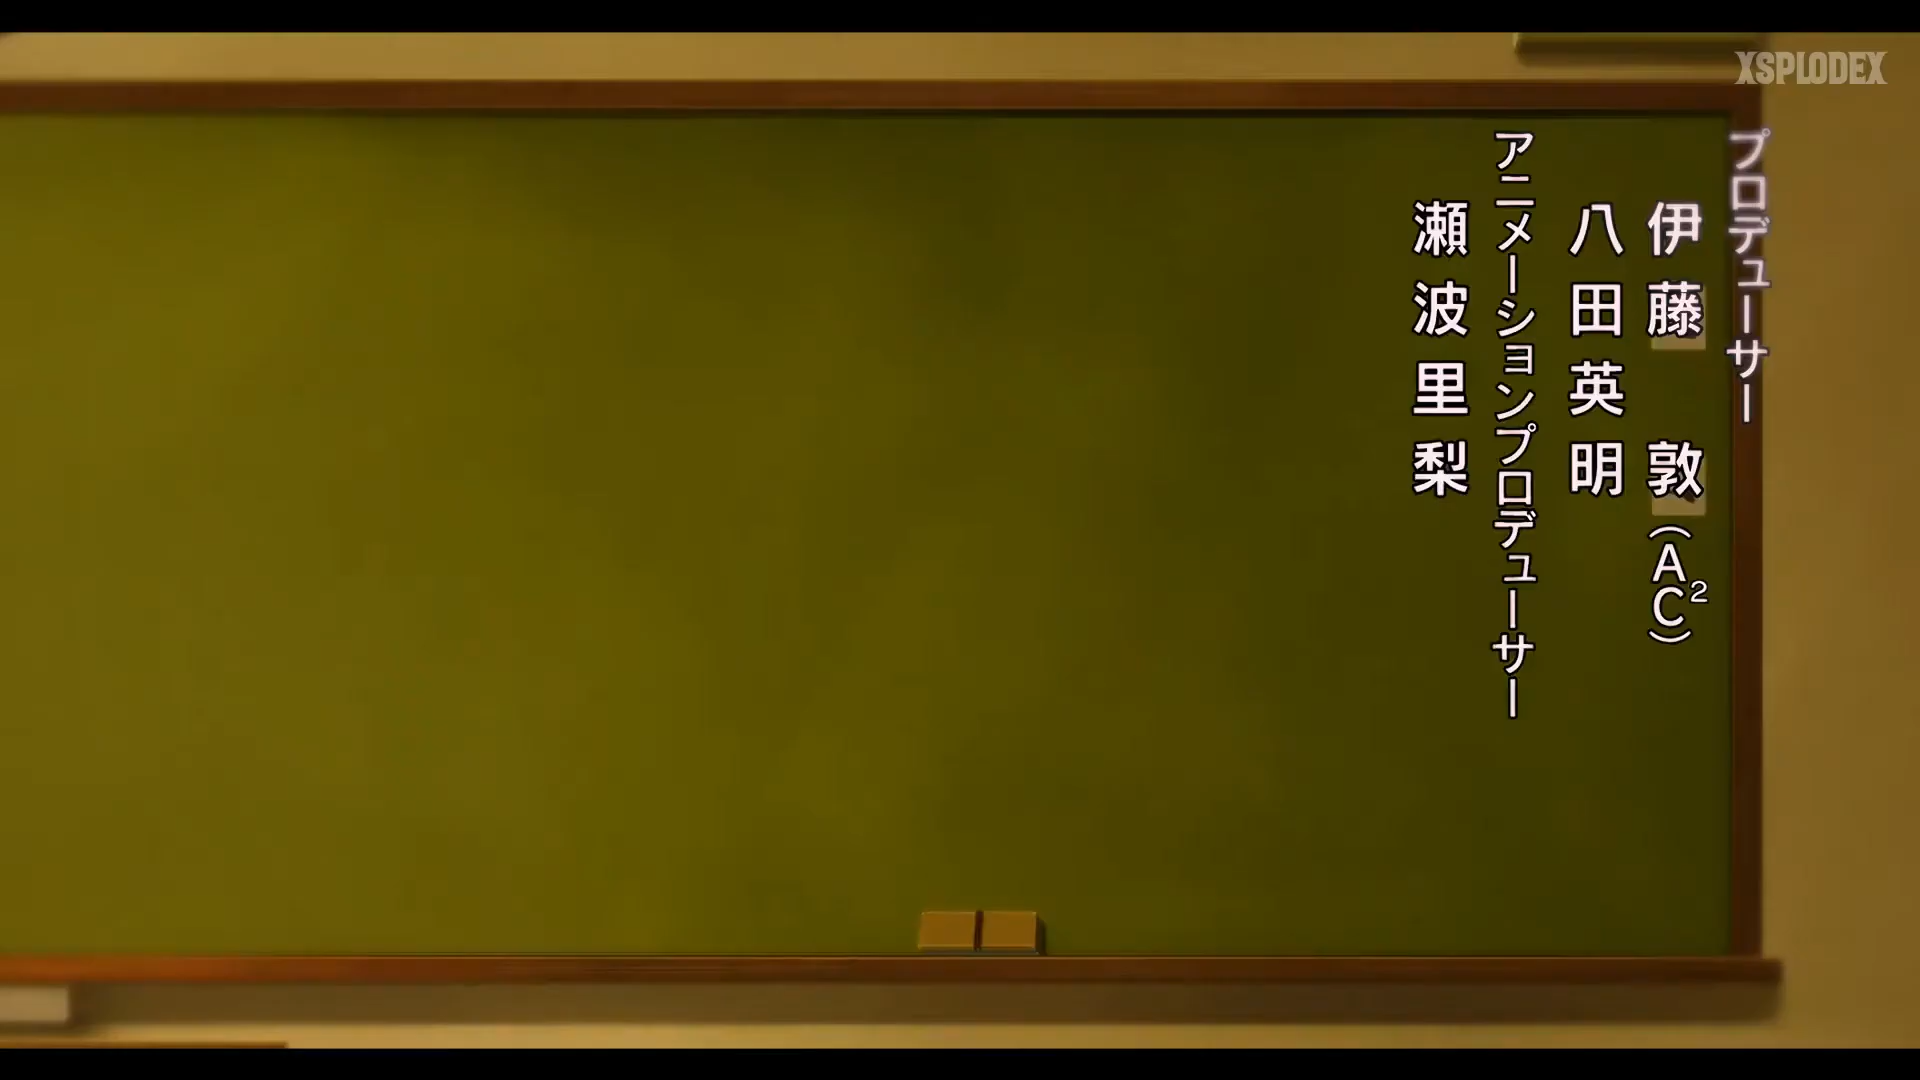 XSPLODEX
プロデューサー
伊藤　敦（A²C）
八田英明
アニメーションプロデューサー
瀬波里梨